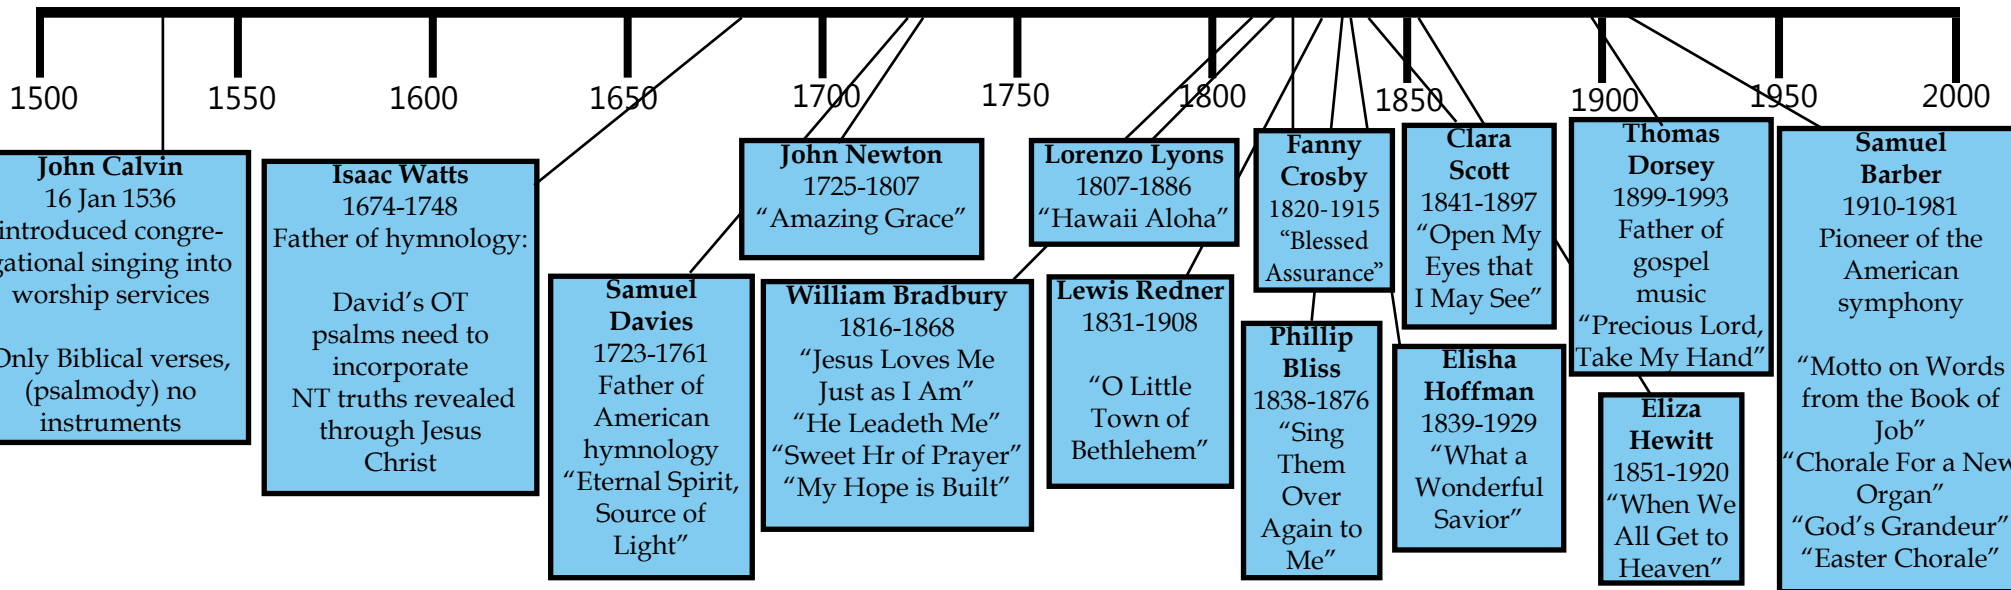 1500 1550 1600 1650 1700 1750 1800 1850 1900 1950 2000
John Calvin
16 Jan 1536
introduced congre-
gational singing into
worship services
Only Biblical verses,
(psalmody) no
instruments
Isaac Watts
1674-1748
Father of hymnology:
David's OT
psalms need to
incorporate
NT truths revealed
through Jesus
Christ
Samuel
Davies
1723-1761
Father of
American
hymnology
“Eternal Spirit,
Source of
Light”
John Newton
1725-1807
“Amazing Grace”
William Bradbury
1816-1868
“Jesus Loves Me
Just as I Am”
“He Leadeth Me”
“Sweet Hr of Prayer”
“My Hope is Built”
Lorenzo Lyons
1807-1886
“Hawaii Aloha”
Lewis Redner
1831-1908
“O Little
Town of
Bethlehem”
Fanny
Crosby
1820-1915
“Blessed
Assurance”
Phillip
Bliss
1838-1876
“Sing
Them
Over
Again to
Me”
Clara
Scott
1841-1897
“Open My
Eyes that
I May See”
Elisha
Hoffman
1839-1929
“What a
Wonderful
Savior”
Thomas
Dorsey
1899-1993
Father of
gospel
music
“Precious Lord,
Take My Hand”
Eliza
Hewitt
1851-1920
“When We
All Get to
Heaven”
Samuel
Barber
1910-1981
Pioneer of the
American
symphony
“Motto on Words
from the Book of
Job”
“Chorale For a New
Organ”
“God's Grandeur”
“Easter Chorale”